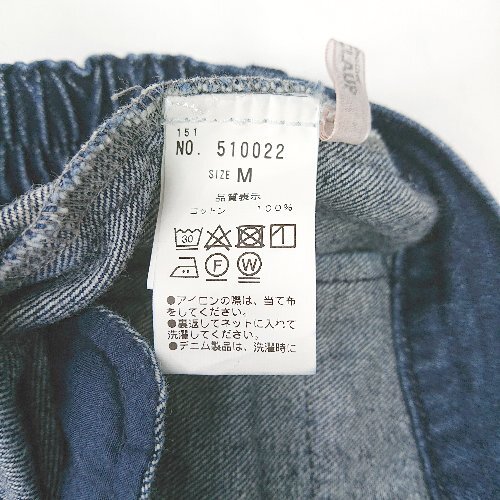 151
NO. 510022
SIZE M
品質表示
コットン 100%
30
F W
●アイロンの際は、当て布
をしてください。
●裏返してネットに入れて
洗濯してください。
●デニム製品は、洗濯時に